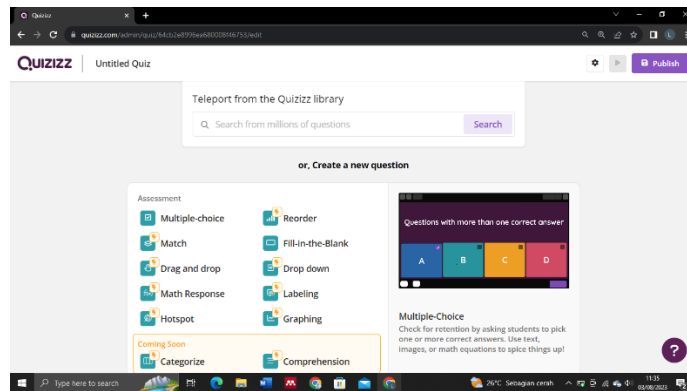 Quizizz
quizizz.com/admin/quiz/64cb2e8996ea680008f46753/edit
QUIZIZZ Untitled Quiz Publish
Teleport from the Quizizz library
Search from millions of questions Search
or, Create a new question
Assessment
Multiple-choice Reorder
Match Fill-in-the-Blank
Drag and drop Drop down
Math Response Labeling
Hotspot Graphing
Coming Soon
Categorize Comprehension
Questions with more than one correct answer
A B C D
Multiple-Choice
Check for retention by asking students to pick
one or more correct answers. Use text,
images, or math equations to spice things up!
?
Type here to search 26°C Sebagian cerah 11:35
03/08/2023